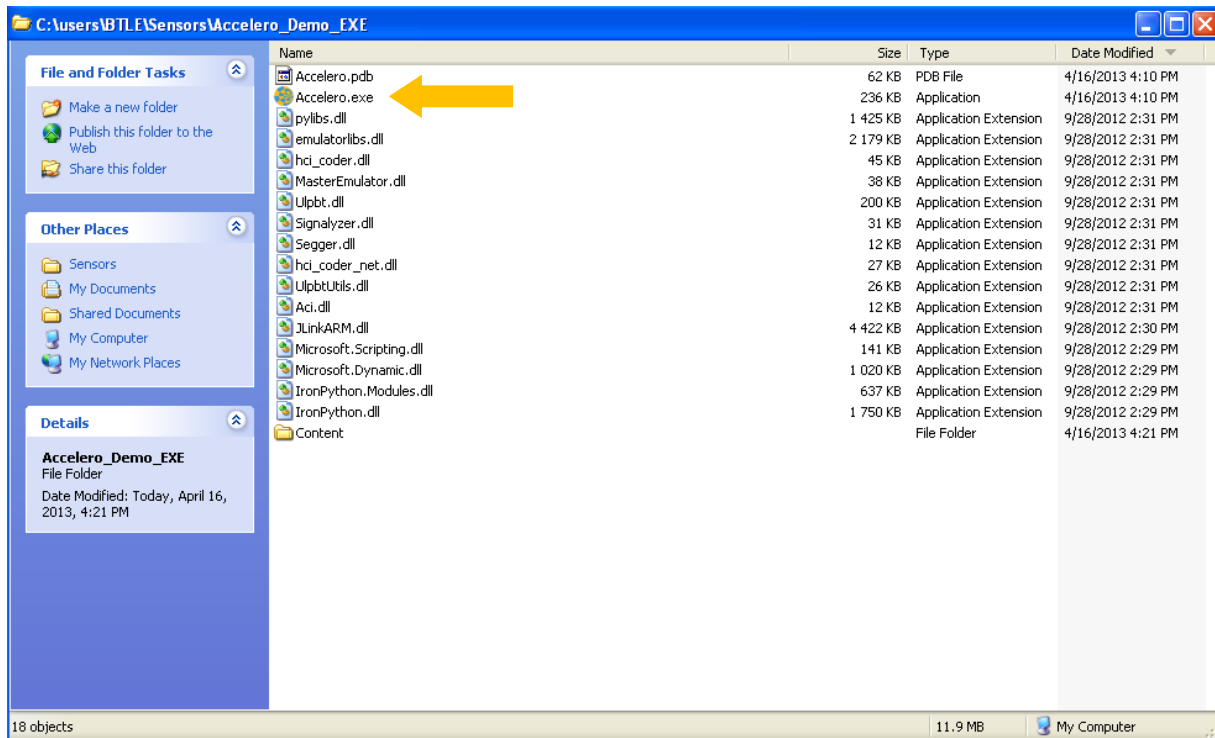 C:\users\BTLE\Sensors\Accelero_Demo_EXE
File and Folder Tasks
Make a new folder
Publish this folder to the
Web
Share this folder
Other Places
Sensors
My Documents
Shared Documents
My Computer
My Network Places
Details
Accelero_Demo_EXE
File Folder
Date Modified: Today, April 16,
2013, 4:21 PM
Name Size Type Date Modified
Accelero.pdb 62 KB PDB File 4/16/2013 4:10 PM
Accelero.exe 236 KB Application 4/16/2013 4:10 PM
pylibs.dll 1 425 KB Application Extension 9/28/2012 2:31 PM
emulatorlibs.dll 2 179 KB Application Extension 9/28/2012 2:31 PM
hci_coder.dll 45 KB Application Extension 9/28/2012 2:31 PM
MasterEmulator.dll 38 KB Application Extension 9/28/2012 2:31 PM
Ulpbt.dll 200 KB Application Extension 9/28/2012 2:31 PM
Signalyzer.dll 31 KB Application Extension 9/28/2012 2:31 PM
Segger.dll 12 KB Application Extension 9/28/2012 2:31 PM
hci_coder_net.dll 27 KB Application Extension 9/28/2012 2:31 PM
UlpbtUtils.dll 26 KB Application Extension 9/28/2012 2:31 PM
Aci.dll 12 KB Application Extension 9/28/2012 2:31 PM
JLinkARM.dll 4 422 KB Application Extension 9/28/2012 2:30 PM
Microsoft.Scripting.dll 141 KB Application Extension 9/28/2012 2:29 PM
Microsoft.Dynamic.dll 1 020 KB Application Extension 9/28/2012 2:29 PM
IronPython.Modules.dll 637 KB Application Extension 9/28/2012 2:29 PM
IronPython.dll 1 750 KB Application Extension 9/28/2012 2:29 PM
Content File Folder 4/16/2013 4:21 PM
18 objects 11.9 MB My Computer